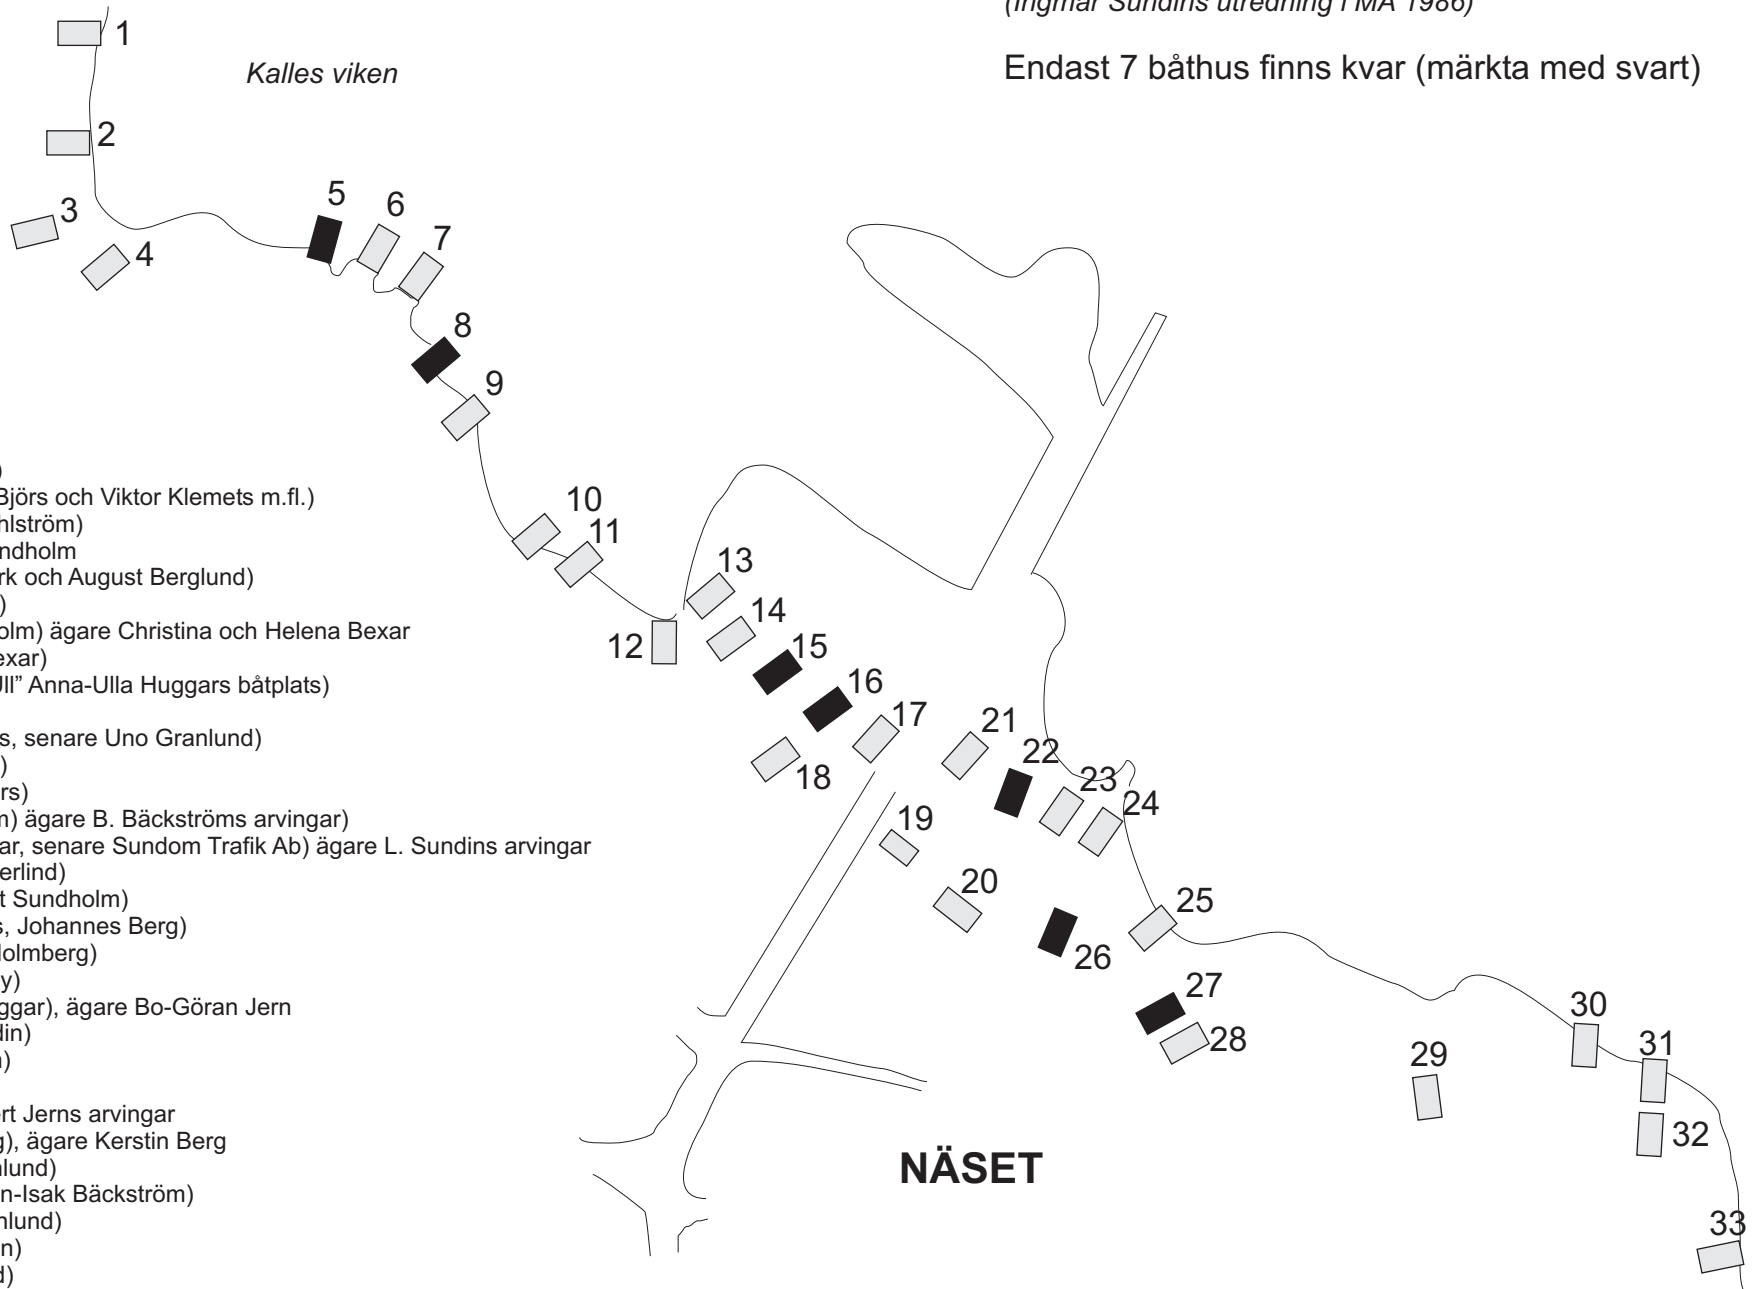 (Ingmar Sundins utredning i MA 1986)
Endast 7 båthus finns kvar (märkta med svart)
Kalles viken
1
2
3
4
5
6
7
8
9
10
11
12
13
14
15
16
17
18
19
20
21
22
23
24
25
26
27
28
29
30
31
32
33
NÄSET
)
Björs och Viktor Klemets m.fl.)
hlström)
ndholm
rk och August Berglund)
)
olm) ägare Christina och Helena Bexar
exar)
Ull” Anna-Ulla Huggars båtplats)
s, senare Uno Granlund)
)
rs)
n) ägare B. Bäckströms arvingar)
ar, senare Sundom Trafik Ab) ägare L. Sundins arvingar
erlind)
t Sundholm)
s, Johannes Berg)
Holmberg)
y)
ggar), ägare Bo-Göran Jern
din)
n)
rt Jerns arvingar
g), ägare Kerstin Berg
nlund)
n-Isak Bäckström)
nlund)
n)
d)